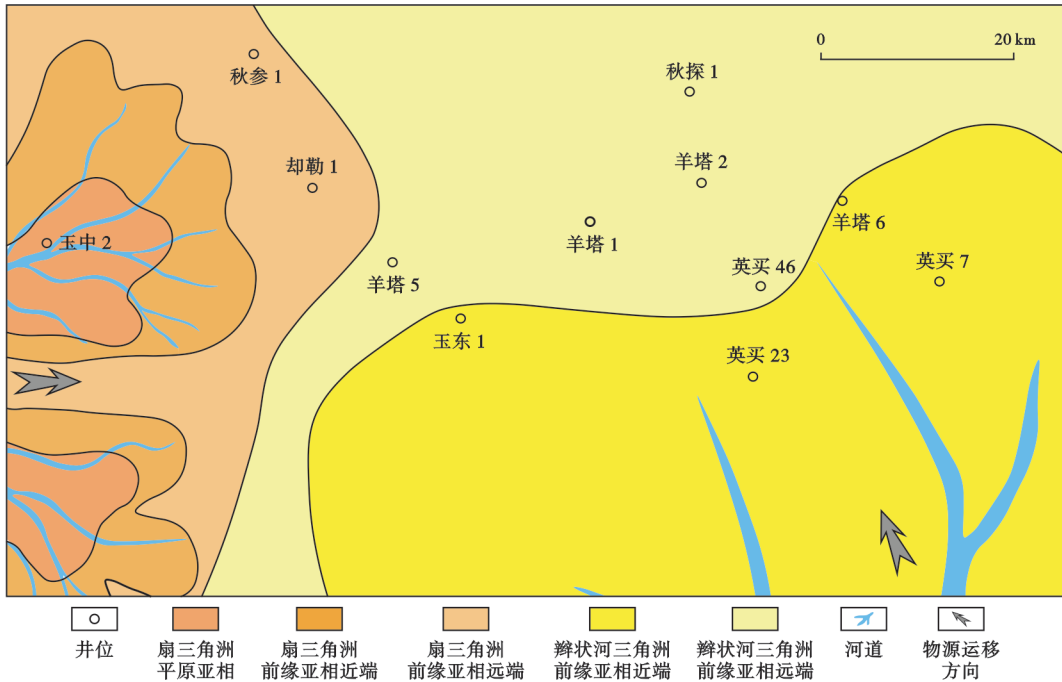 0 20 km
秋参 1
秋探 1
却勒 1
羊塔 2
羊塔 6
玉中 2
羊塔 1
羊塔 5
英买 46
英买 7
玉东 1
英买 23
井位
扇三角洲
平原亚相
扇三角洲
前缘亚相近端
扇三角洲
前缘亚相远端
辫状河三角洲
前缘亚相近端
辫状河三角洲
前缘亚相远端
河道
物源运移
方向